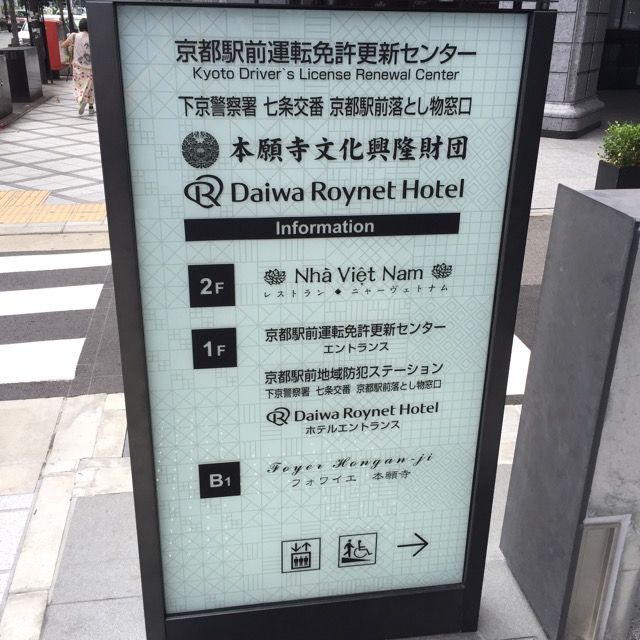 京都駅前運転免許更新センター
Kyoto Driver's License Renewal Center
下京警察署 七条交番 京都駅前落とし物窓口
本願寺文化興隆財団
Daiwa Roynet Hotel
Information
2F
Nhà Việt Nam
レストラン ◆ ニャーヴェトナム
1F
京都駅前運転免許更新センター
エントランス
京都駅前地域防犯ステーション
下京警察署 七条交番 京都駅前落とし物窓口
Daiwa Roynet Hotel
ホテルエントランス
B1
Foyer Hongan-ji
フォワイエ 本願寺